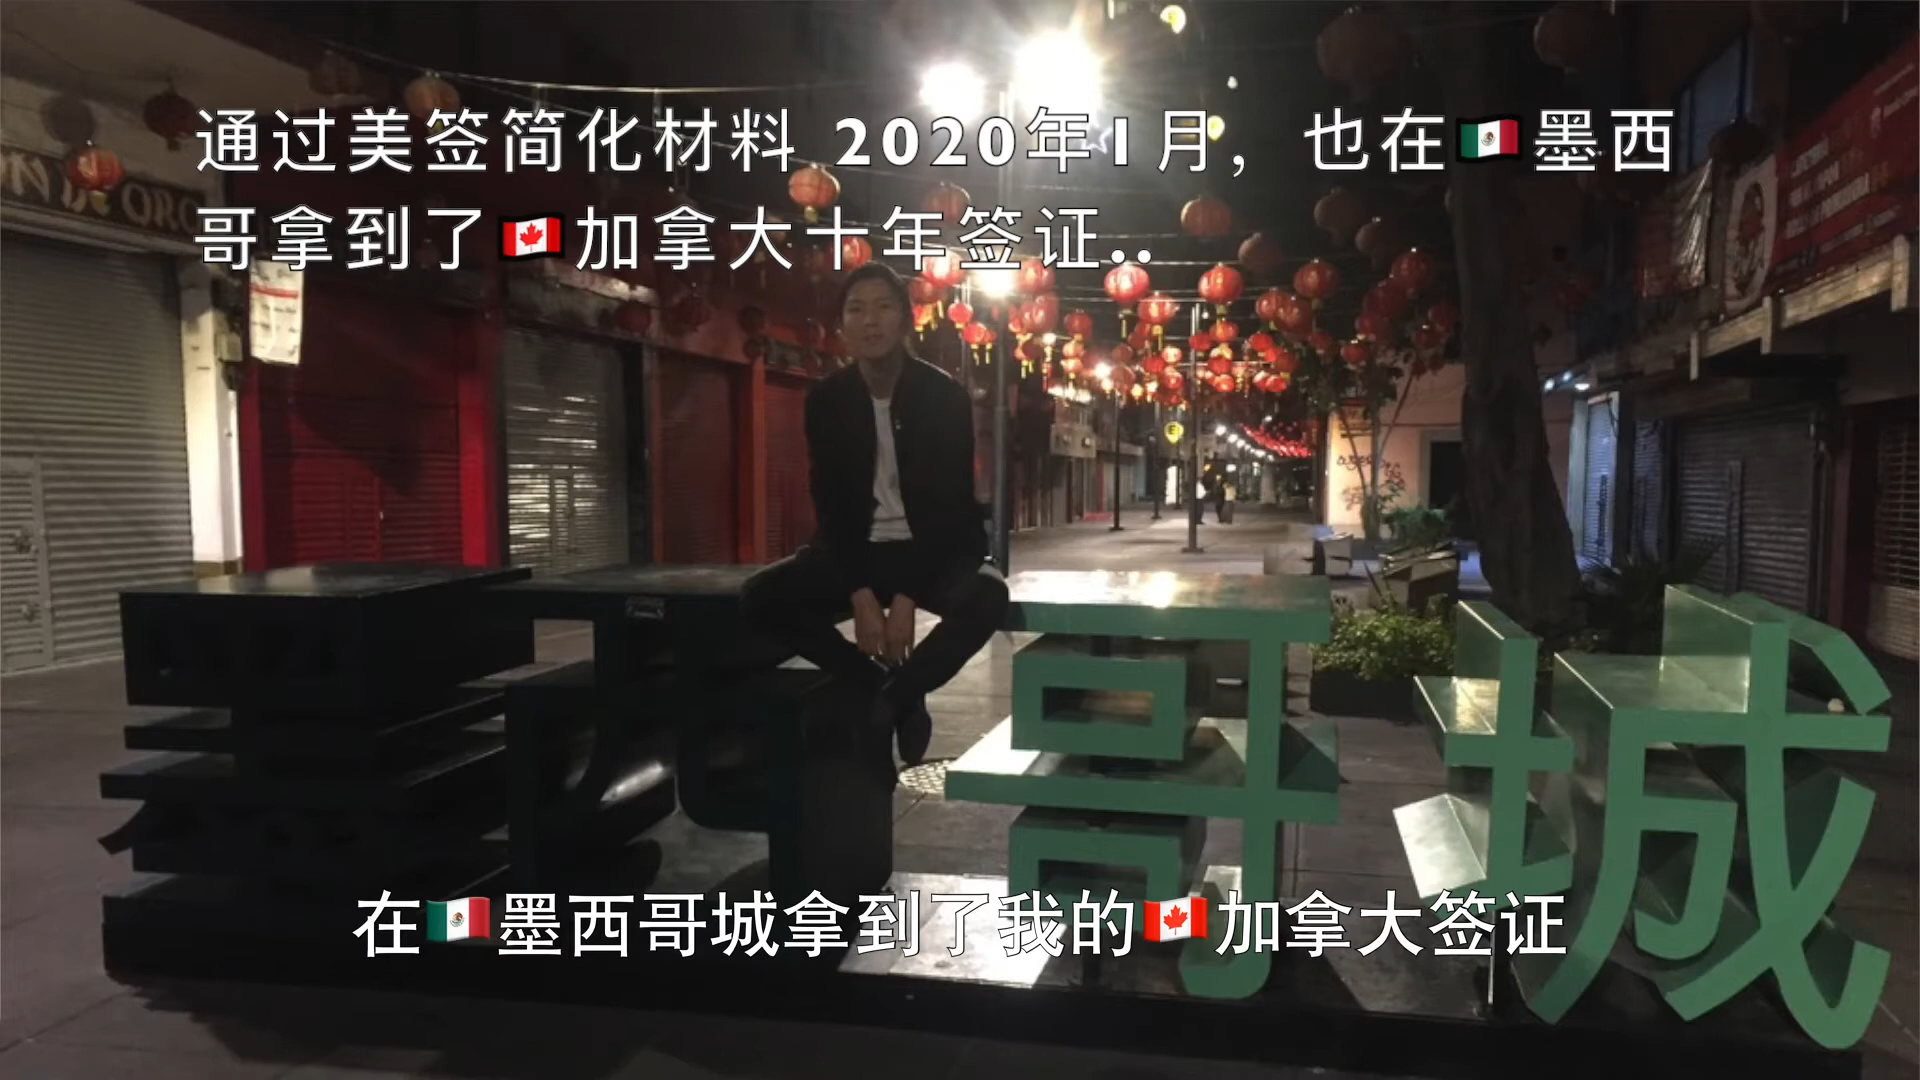 通过美签简化材料 2020年1月，也在🇲🇽墨西
哥拿到了🇨🇦加拿大十年签证..
ORO
墨西哥城
在🇲🇽墨西哥城拿到了我的🇨🇦加拿大签证